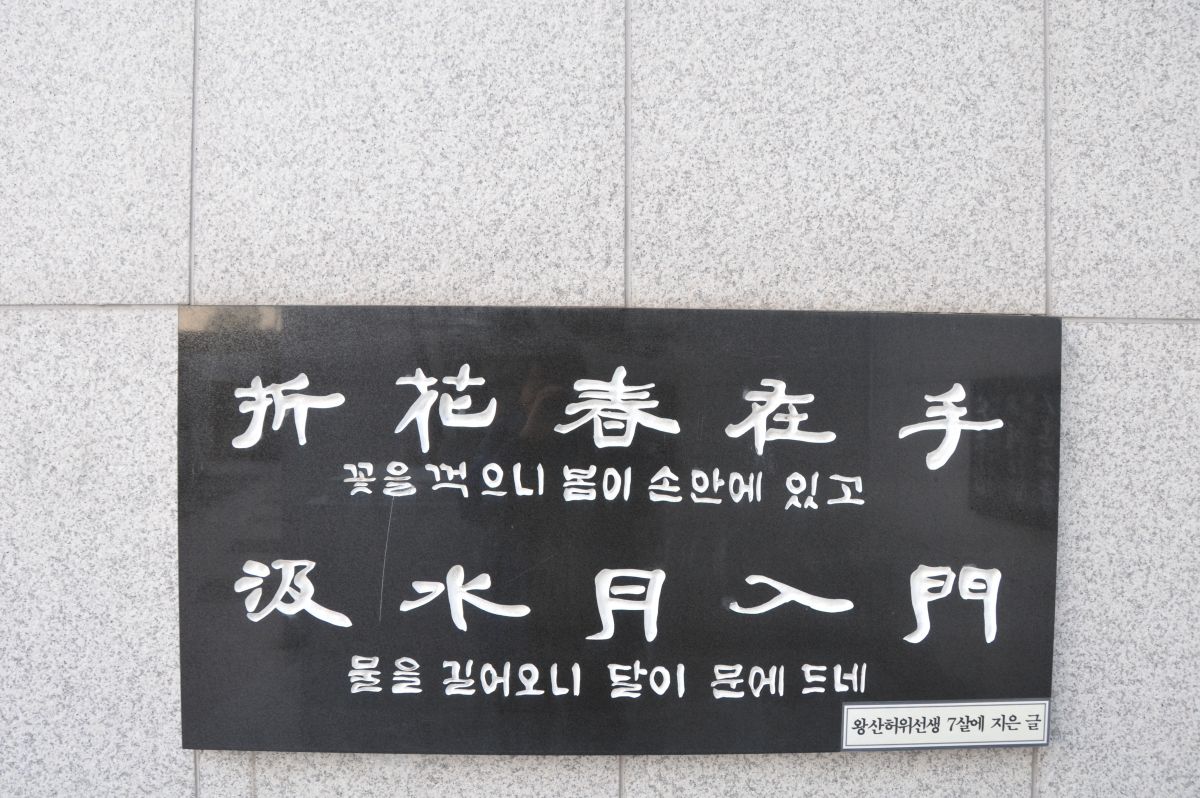 折花春在手
꽃을 꺽으니 봄이 손안에 있고
汲水月入門
물을 길어오니 달이 문에 드네
왕산허위선생 7살에 지은 글